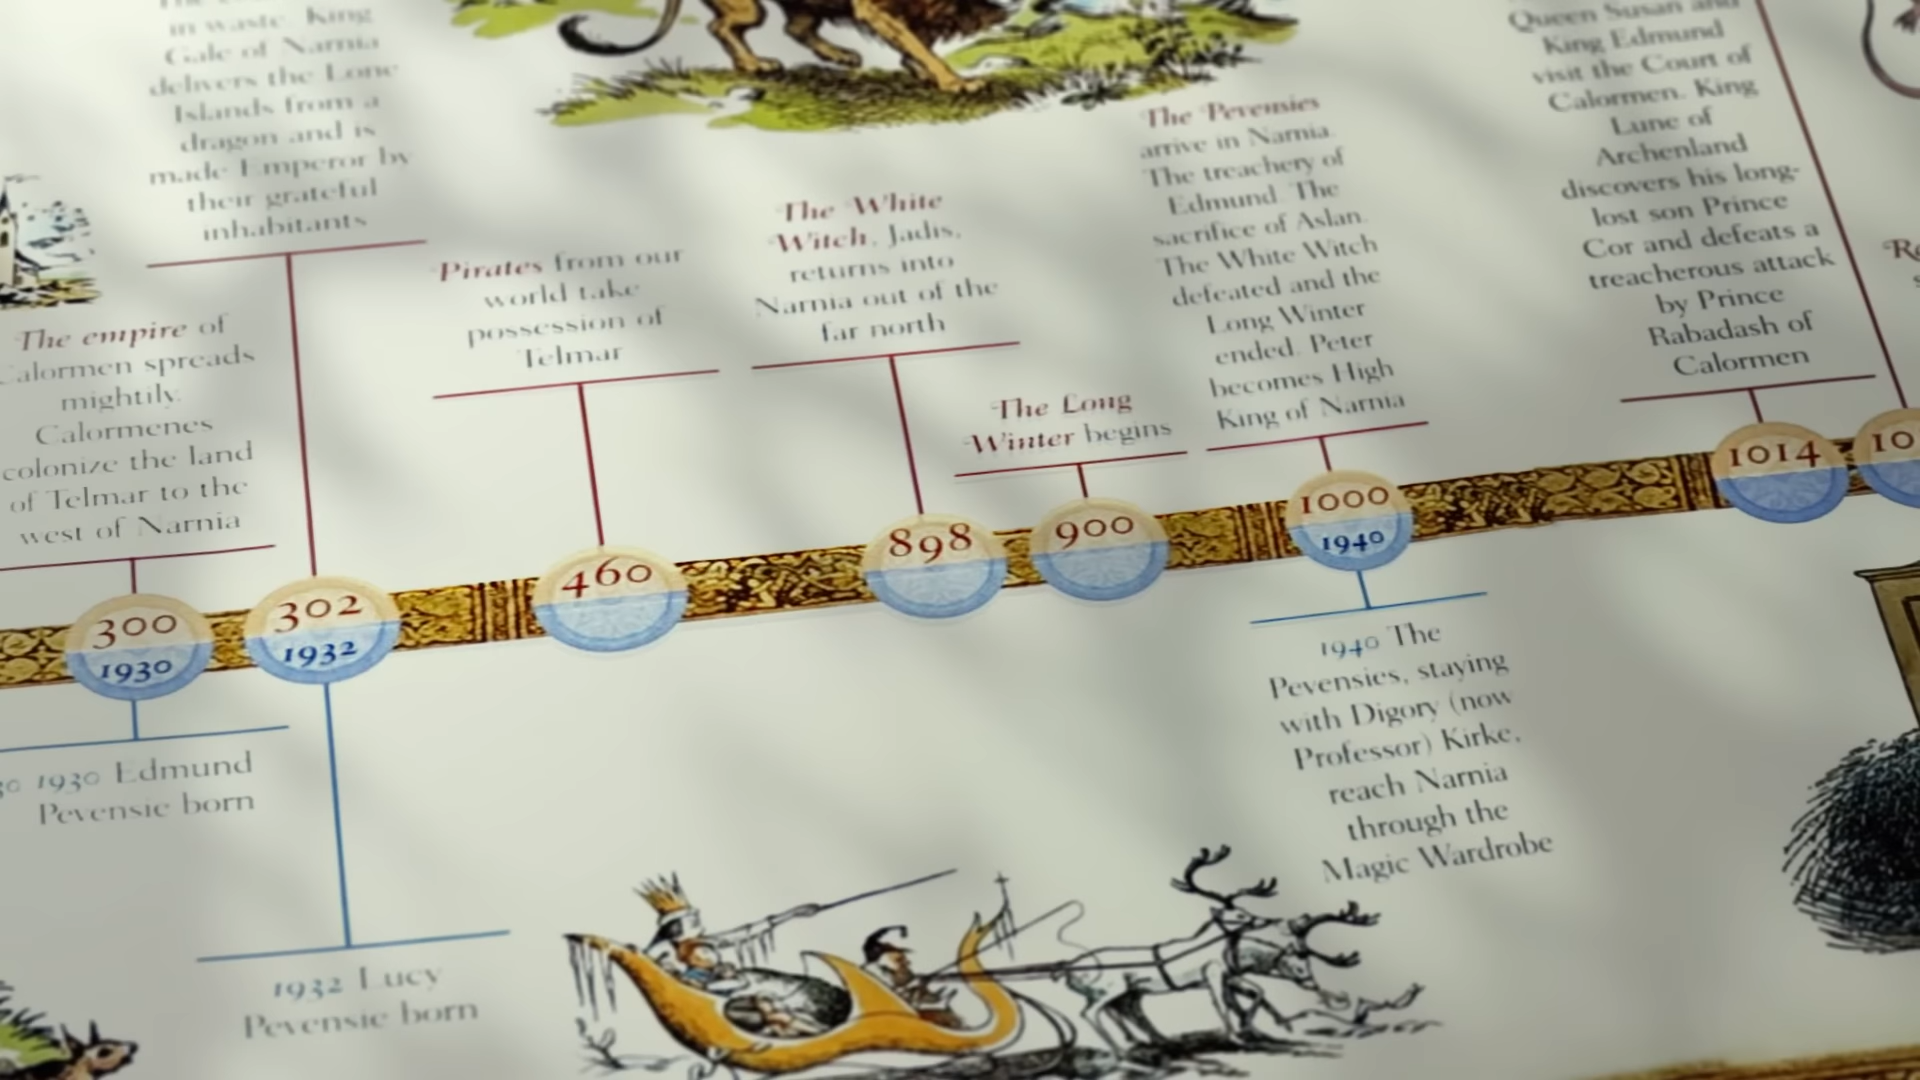 in waste. King
Gale of Narnia
delivers the Lone
Islands from a
dragon and is
made Emperor by
their grateful
inhabitants
The empire of
Calormen spreads
mightily.
Calormenes
colonize the land
of Telmar to the
west of Narnia
Pirates from our
world take
possession of
Telmar
The White
Witch, Jadis,
returns into
Narnia out of the
far north
The Long
Winter begins
The Pevensies
arrive in Narnia.
The treachery of
Edmund. The
sacrifice of Aslan.
The White Witch
defeated and the
Long Winter
ended. Peter
becomes High
King of Narnia
Queen Susan and
King Edmund
visit the Court of
Calormen. King
Lune of
Archenland
discovers his long-
lost son Prince
Cor and defeats a
treacherous attack
by Prince
Rabadash of
Calormen
300
1930
302
1932
460
898
900
1000
1940
1014
10
1930 Edmund
Pevensie born
1932 Lucy
Pevensie born
1940 The
Pevensies, staying
with Digory (now
Professor) Kirke,
reach Narnia
through the
Magic Wardrobe